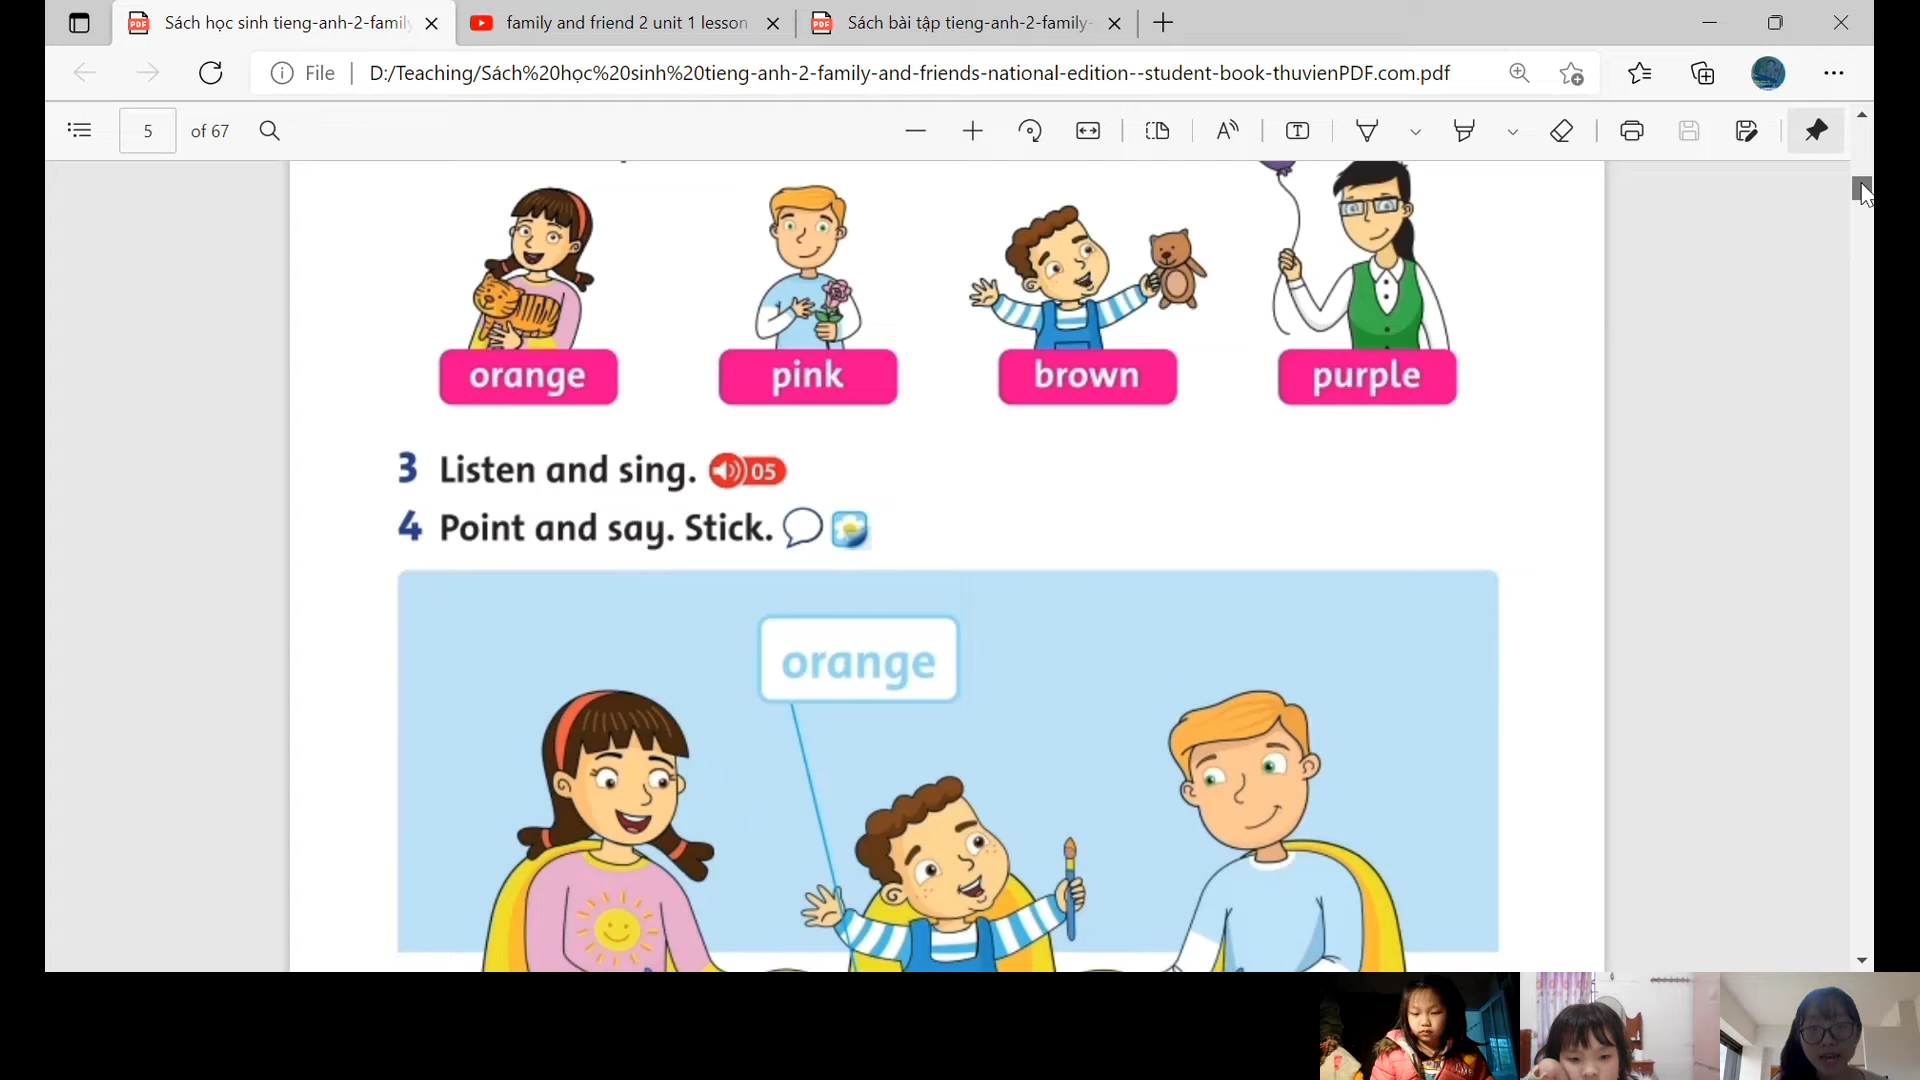 Sách học sinh tieng-anh-2-family
family and friend 2 unit 1 lesson
Sách bài tập tieng-anh-2-family-
File
D:/Teaching/Sách%20học%20sinh%20tieng-anh-2-family-and-friends-national-edition--student-book-thuvienPDF.com.pdf
5 of 67
orange
pink
brown
purple
3 Listen and sing. 05
4 Point and say. Stick.
orange